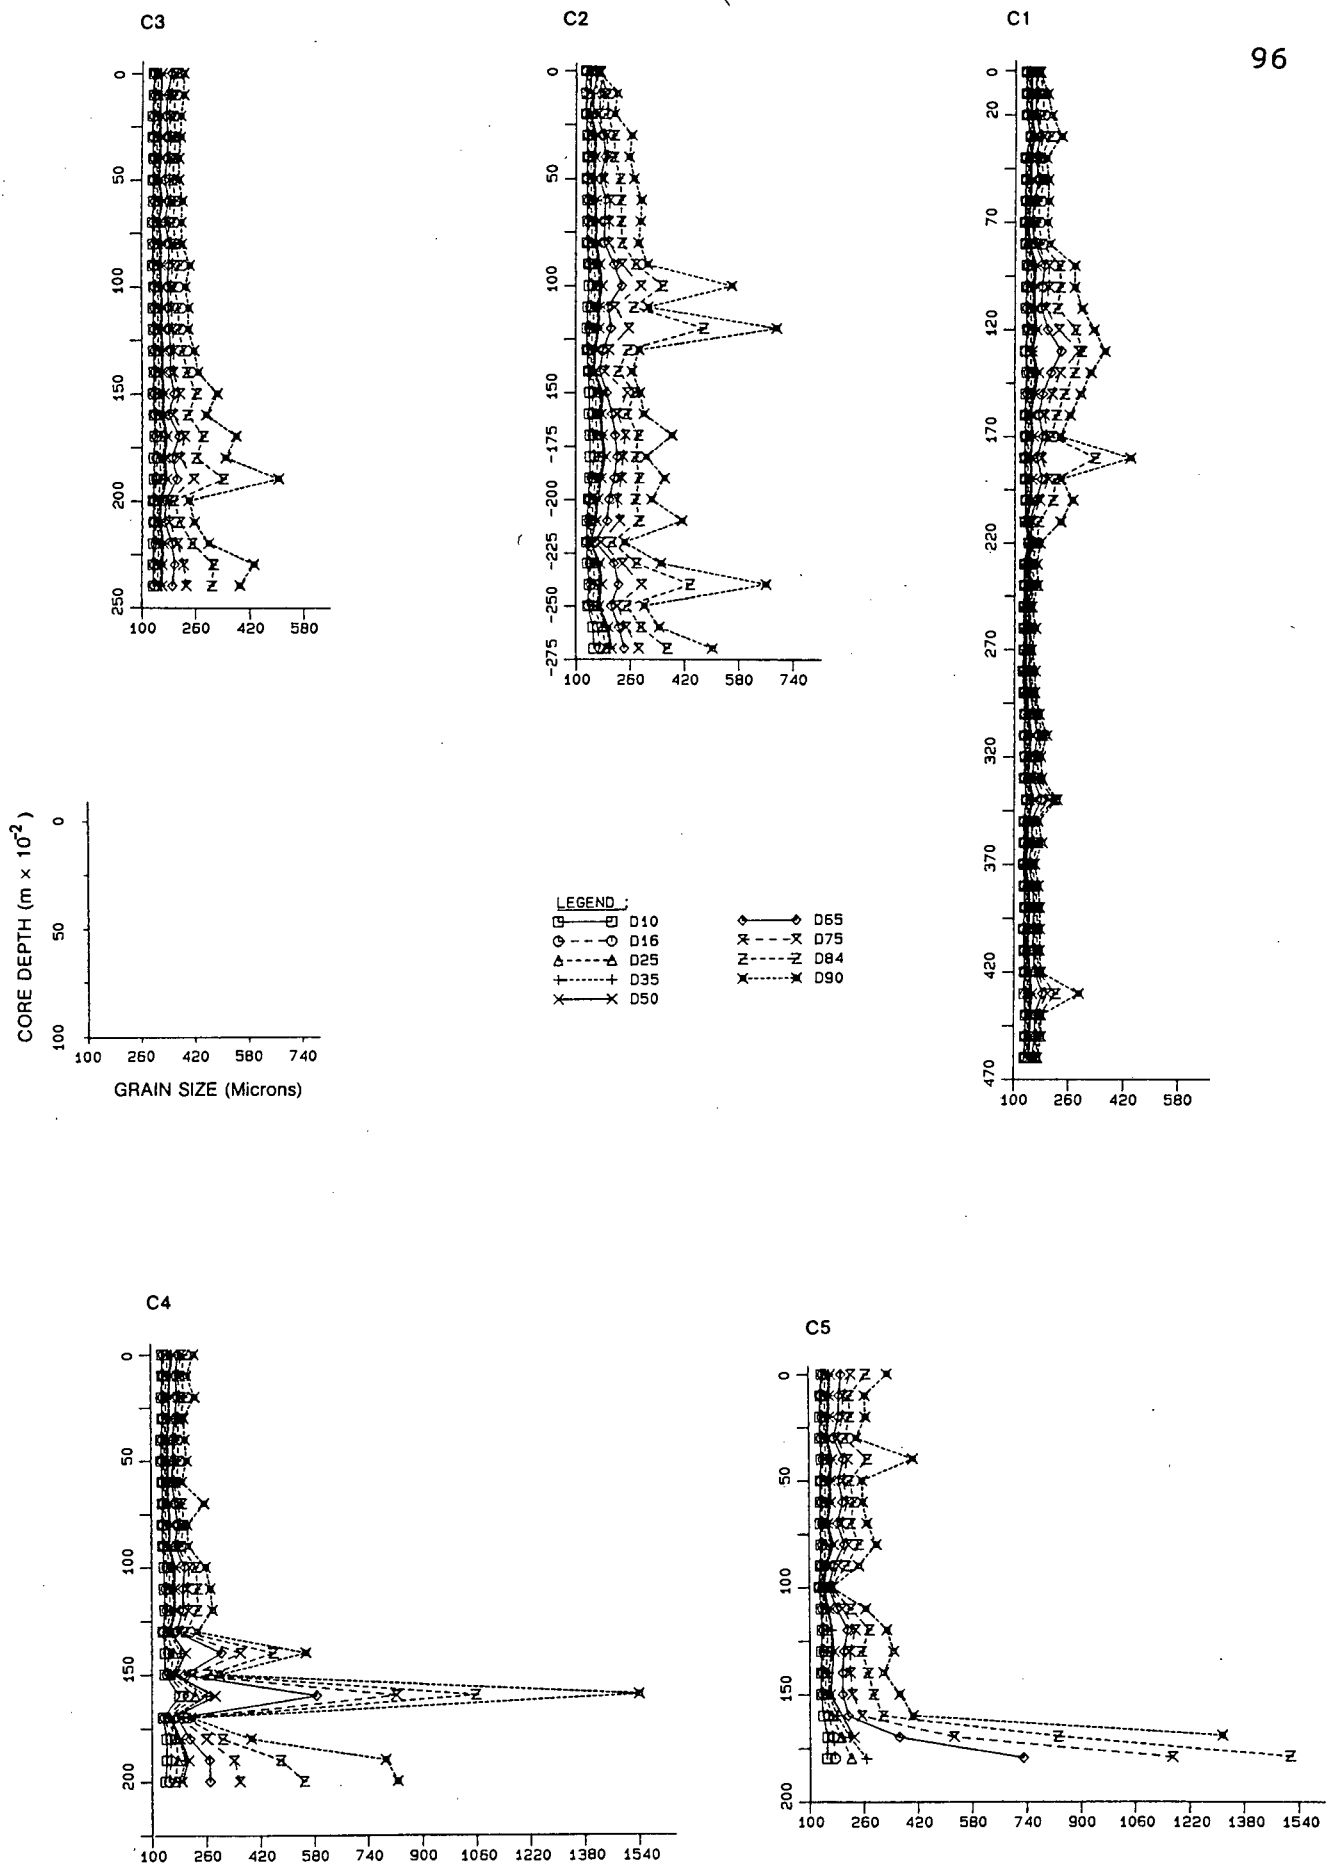 C3
C2
C1
96
0
50
100
150
200
250
100 260 420 580
0
50
100
150
-175
-200
-225
-250
-275
100 260 420 580 740
0
20
70
120
170
220
270
320
370
420
470
100 260 420 580
CORE DEPTH (m × 10⁻²)
0
50
100
100 260 420 580 740
GRAIN SIZE (Microns)
LEGEND :
D10
D16
D25
D35
D50
D65
D75
D84
D90
C4
0
50
100
150
200
100 260 420 580 740 900 1060 1220 1380 1540
C5
0
50
100
150
200
100 260 420 580 740 900 1060 1220 1380 1540